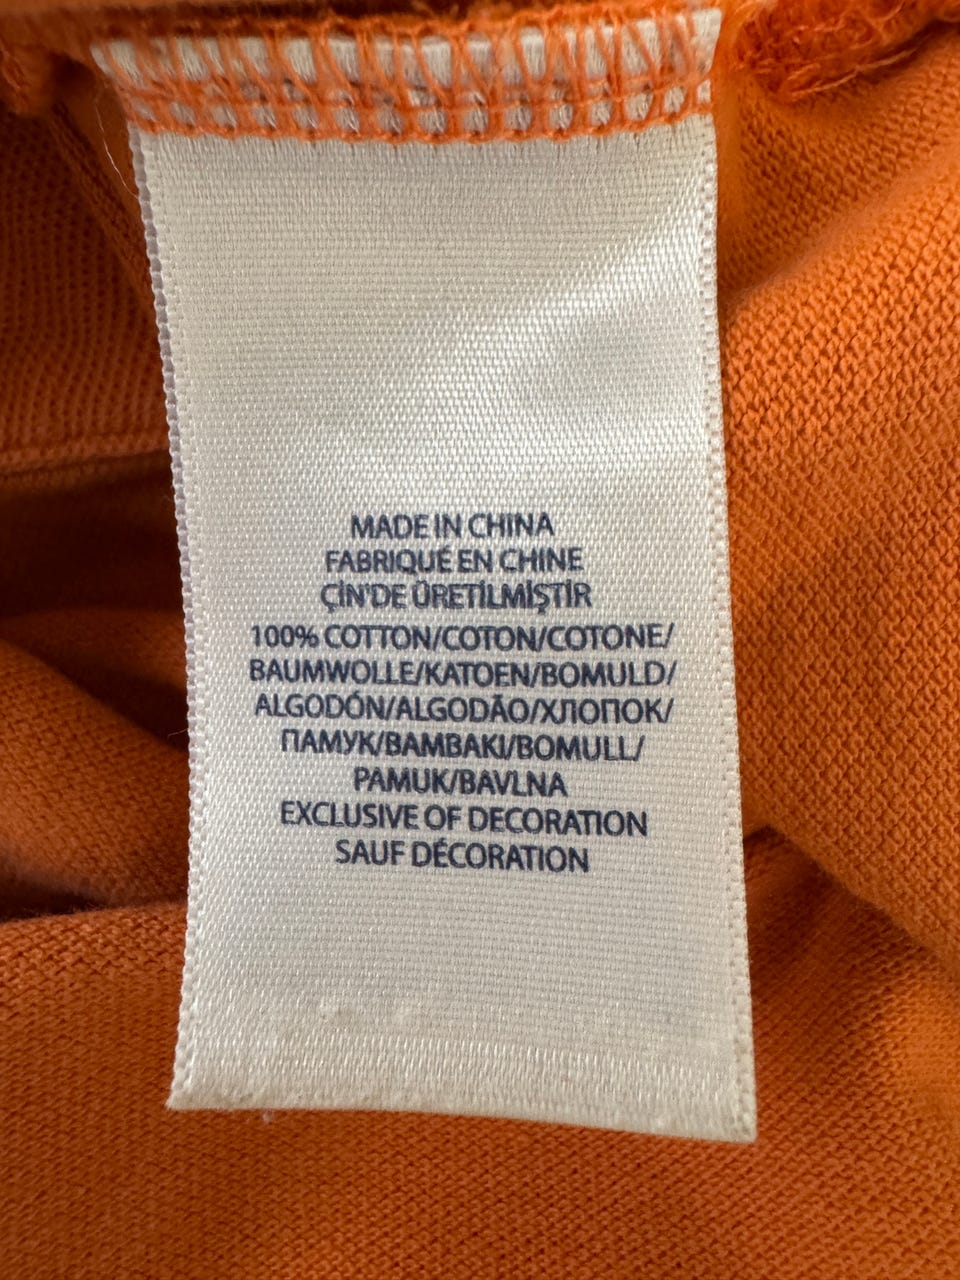 MADE IN CHINA
FABRIQUÉ EN CHINE
ÇİN'DE ÜRETİLMİŞTİR
100% COTTON/COTON/COTONE/
BAUMWOLLE/KATOEN/BOMULD/
ALGODÓN/ALGODÃO/ХЛОПОК/
ПАМУК/BAMBAKI/BOMULL/
PAMUK/BAVLNA
EXCLUSIVE OF DECORATION
SAUF DÉCORATION